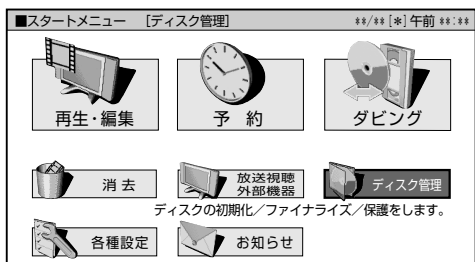 ■スタートメニュー　[ディスク管理]　**/**[*]午前**:**
再生・編集　予 約　ダビング
消 去　放送視聴　ディスク管理
外部機器
ディスクの初期化／ファイナライズ／保護をします。
各種設定　お知らせ